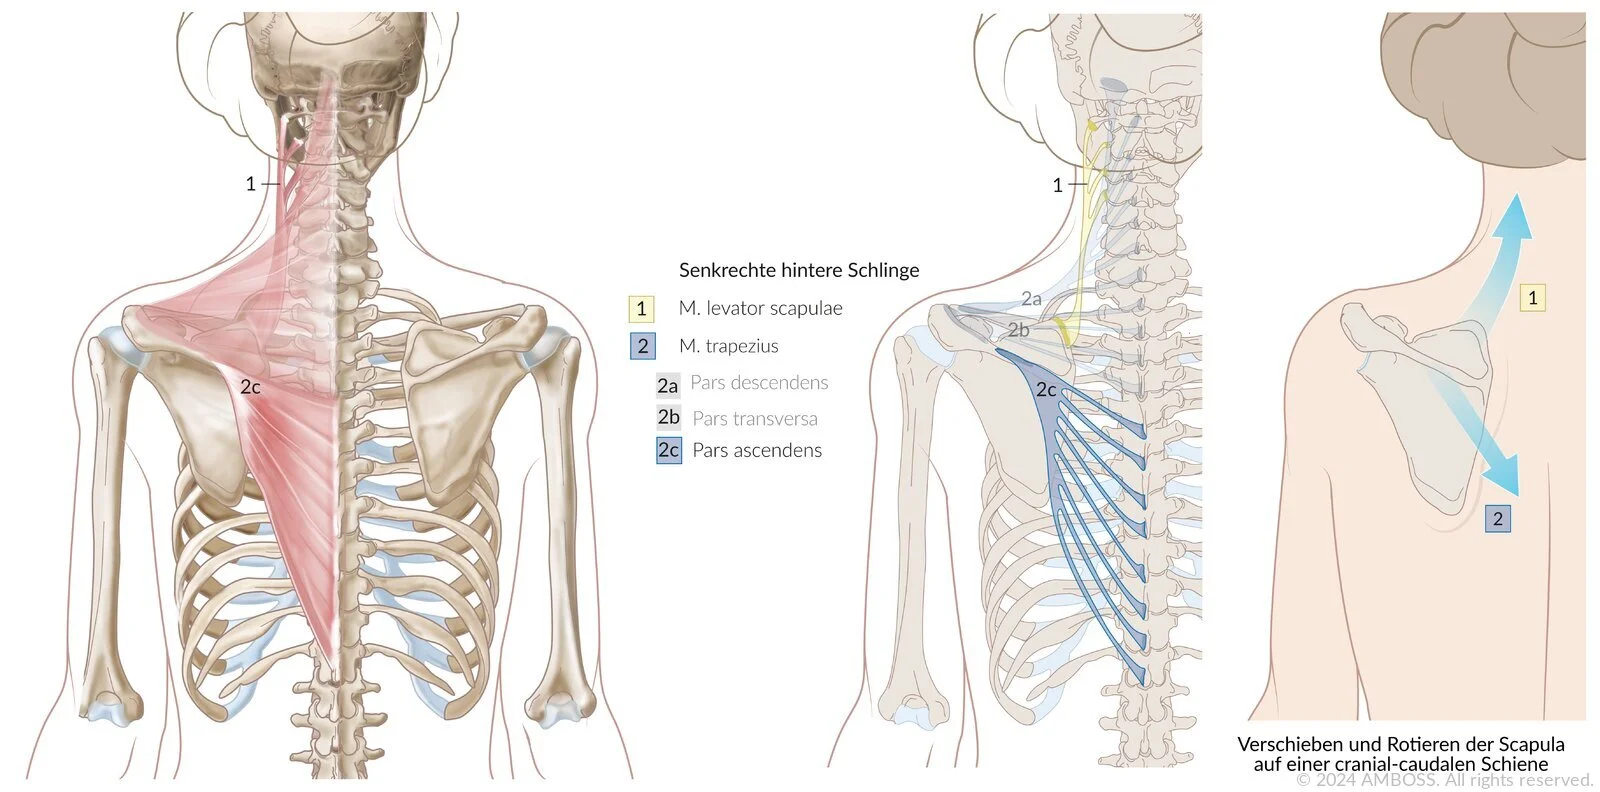 1
2c
Senkrechte hintere Schlinge
1 M. levator scapulae
2 M. trapezius
2a Pars descendens
2b Pars transversa
2c Pars ascendens
1
2a
2b
2c
1
2
Verschieben und Rotieren der Scapula
auf einer cranial-caudalen Schiene
© 2024 AMBOSS. All rights reserved.